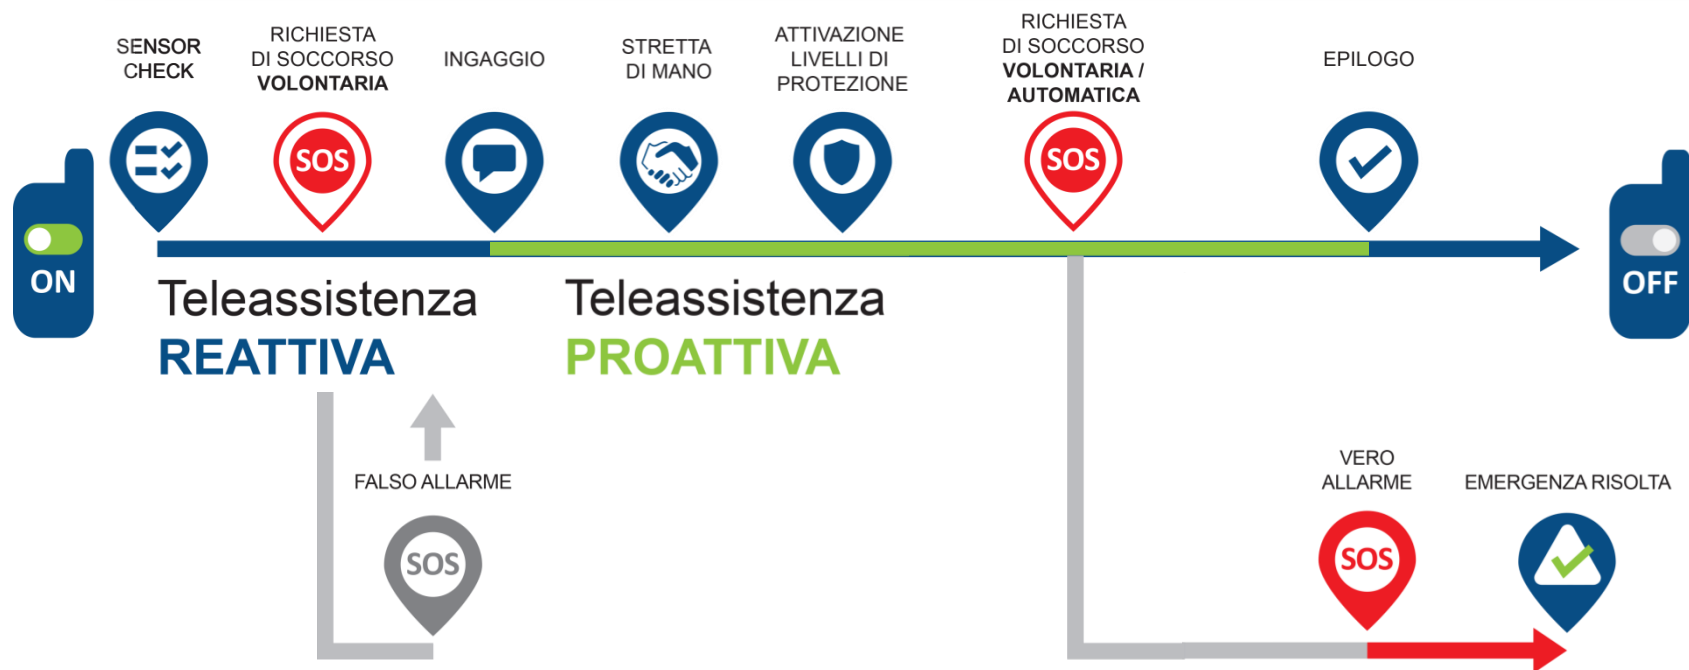 SENSOR
CHECK
RICHIESTA
DI SOCCORSO
VOLONTARIA
INGAGGIO
STRETTA
DI MANO
ATTIVAZIONE
LIVELLI DI
PROTEZIONE
RICHIESTA
DI SOCCORSO
VOLONTARIA /
AUTOMATICA
EPILOGO
SOS
SOS
ON
OFF
Teleassistenza
REATTIVA
Teleassistenza
PROATTIVA
FALSO ALLARME
SOS
VERO
ALLARME
SOS
EMERGENZA RISOLTA